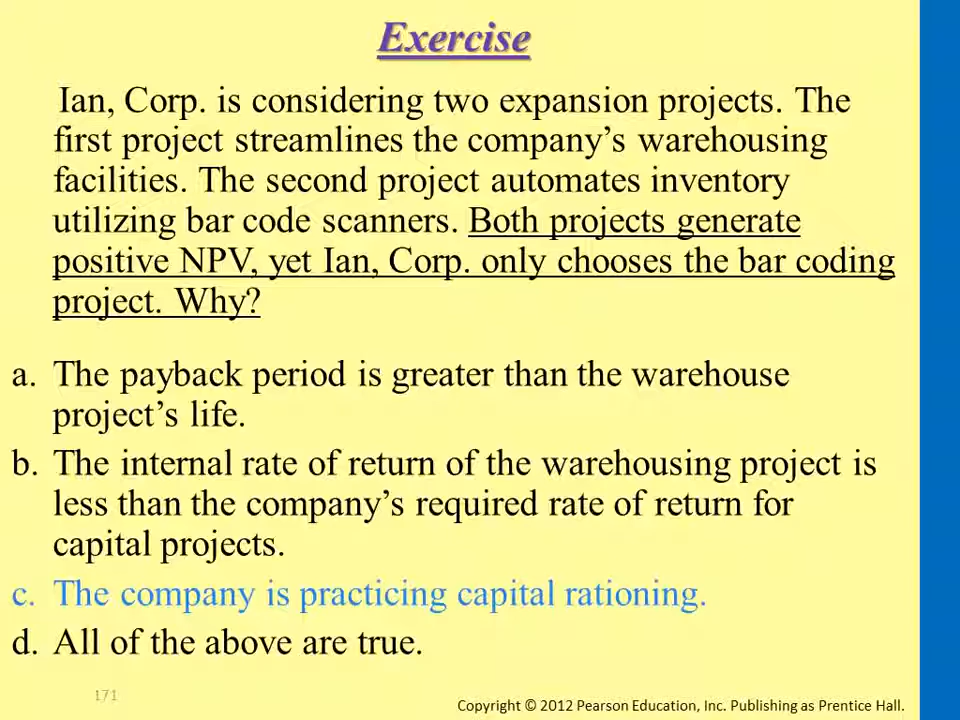 Exercise
Ian, Corp. is considering two expansion projects. The
first project streamlines the company’s warehousing
facilities. The second project automates inventory
utilizing bar code scanners. Both projects generate
positive NPV, yet Ian, Corp. only chooses the bar coding
project. Why?
a. The payback period is greater than the warehouse
project’s life.
b. The internal rate of return of the warehousing project is
less than the company’s required rate of return for
capital projects.
c. The company is practicing capital rationing.
d. All of the above are true.
171
Copyright © 2012 Pearson Education, Inc. Publishing as Prentice Hall.